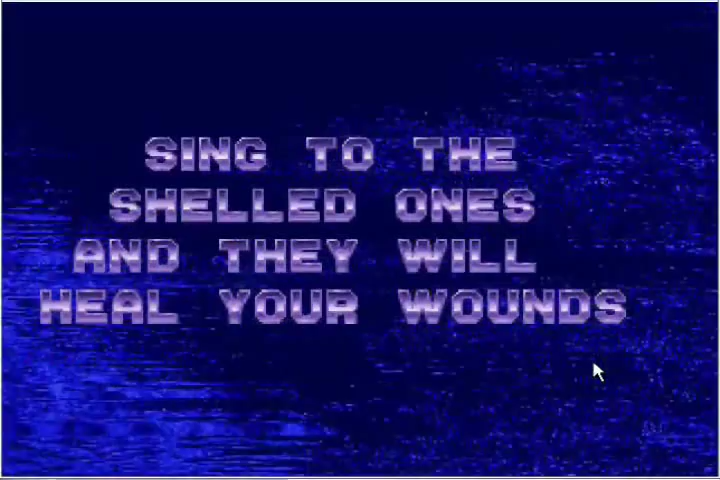 SING TO THE
SHELLED ONES
AND THEY WILL
HEAL YOUR WOUNDS